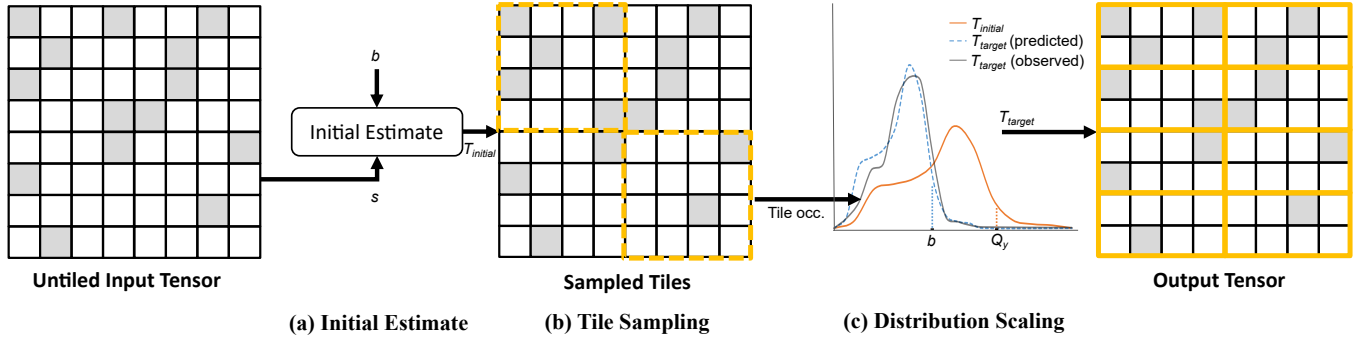 b
Initial Estimate
s
T_initial
Tile occ.
T_initial
T_target (predicted)
T_target (observed)
b
Q_y
T_target
Untiled Input Tensor
Sampled Tiles
Output Tensor
(a) Initial Estimate
(b) Tile Sampling
(c) Distribution Scaling